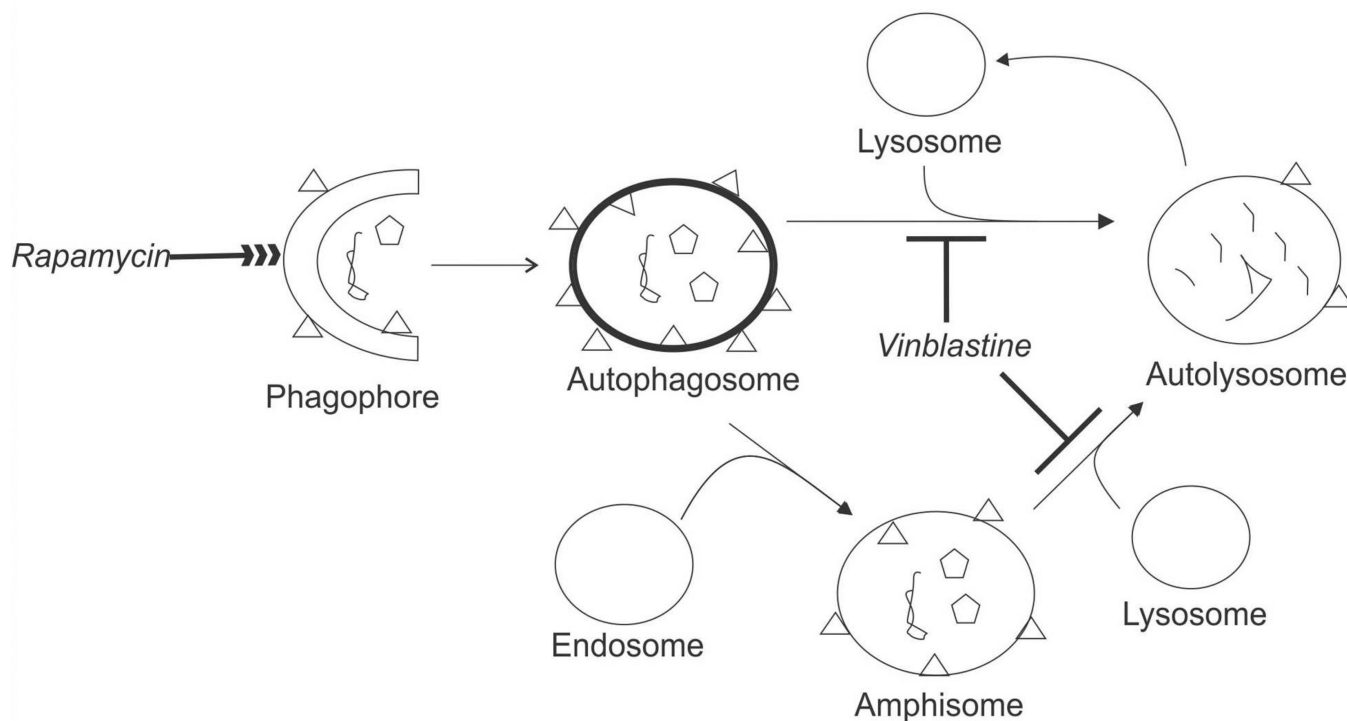 Lysosome
Rapamycin
Phagophore
Autophagosome
Vinblastine
Autolysosome
Endosome
Lysosome
Amphisome